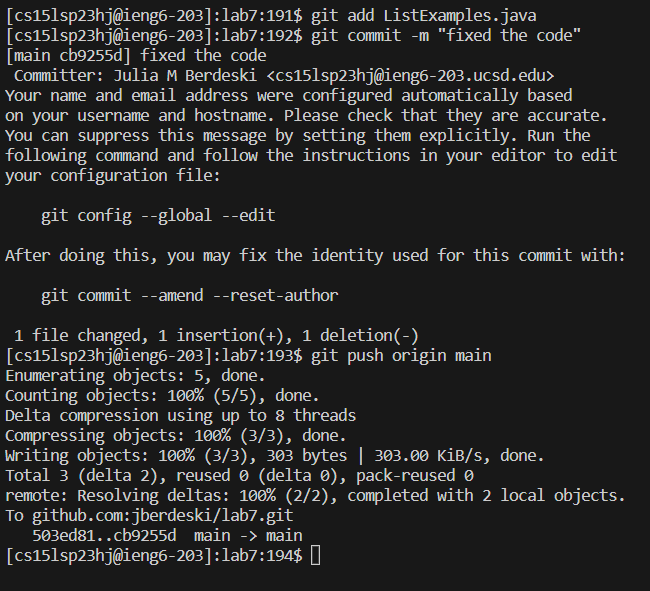 [cs15lsp23hj@ieng6-203]:lab7:191$ git add ListExamples.java
[cs15lsp23hj@ieng6-203]:lab7:192$ git commit -m "fixed the code"
[main cb9255d] fixed the code
 Committer: Julia M Berdeski <cs15lsp23hj@ieng6-203.ucsd.edu>
Your name and email address were configured automatically based
on your username and hostname. Please check that they are accurate.
You can suppress this message by setting them explicitly. Run the
following command and follow the instructions in your editor to edit
your configuration file:

    git config --global --edit

After doing this, you may fix the identity used for this commit with:

    git commit --amend --reset-author

 1 file changed, 1 insertion(+), 1 deletion(-)
[cs15lsp23hj@ieng6-203]:lab7:193$ git push origin main
Enumerating objects: 5, done.
Counting objects: 100% (5/5), done.
Delta compression using up to 8 threads
Compressing objects: 100% (3/3), done.
Writing objects: 100% (3/3), 303 bytes | 303.00 KiB/s, done.
Total 3 (delta 2), reused 0 (delta 0), pack-reused 0
remote: Resolving deltas: 100% (2/2), completed with 2 local objects.
To github.com:jberdeski/lab7.git
   503ed81..cb9255d  main -> main
[cs15lsp23hj@ieng6-203]:lab7:194$